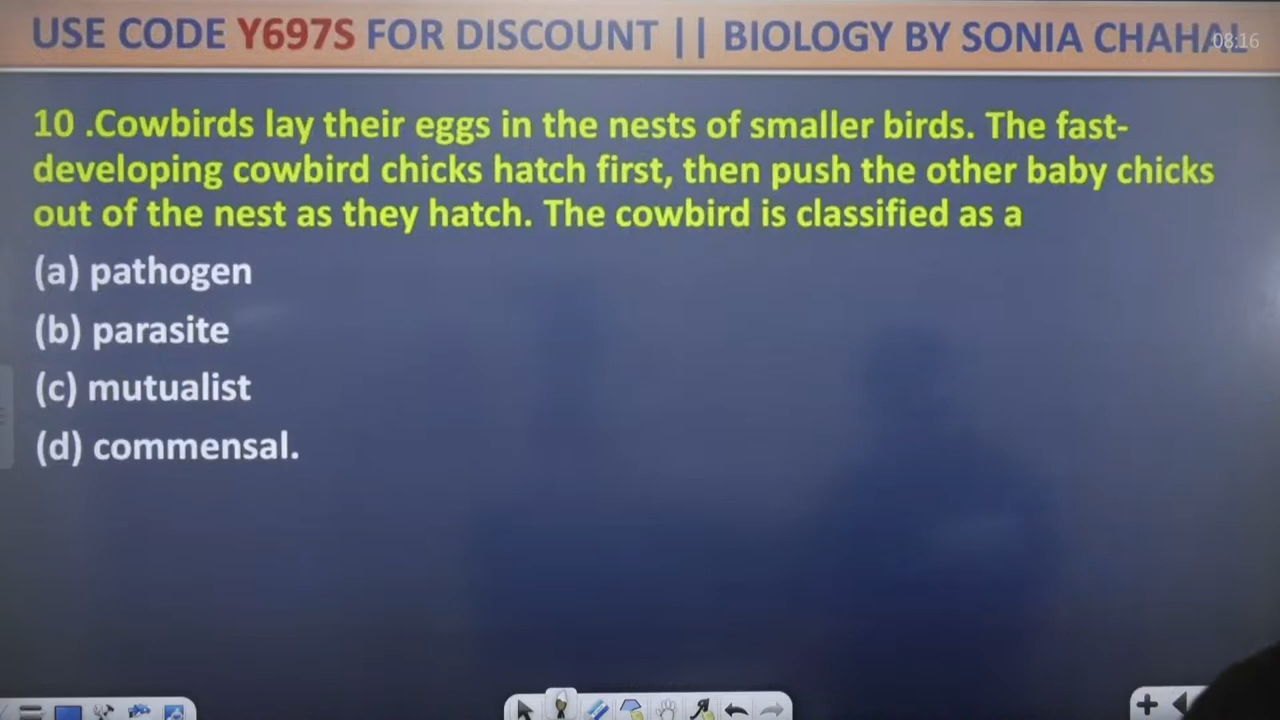 USE CODE Y697S FOR DISCOUNT || BIOLOGY BY SONIA CHAHAL
08:16
10 .Cowbirds lay their eggs in the nests of smaller birds. The fast-
developing cowbird chicks hatch first, then push the other baby chicks
out of the nest as they hatch. The cowbird is classified as a
(a) pathogen
(b) parasite
(c) mutualist
(d) commensal.